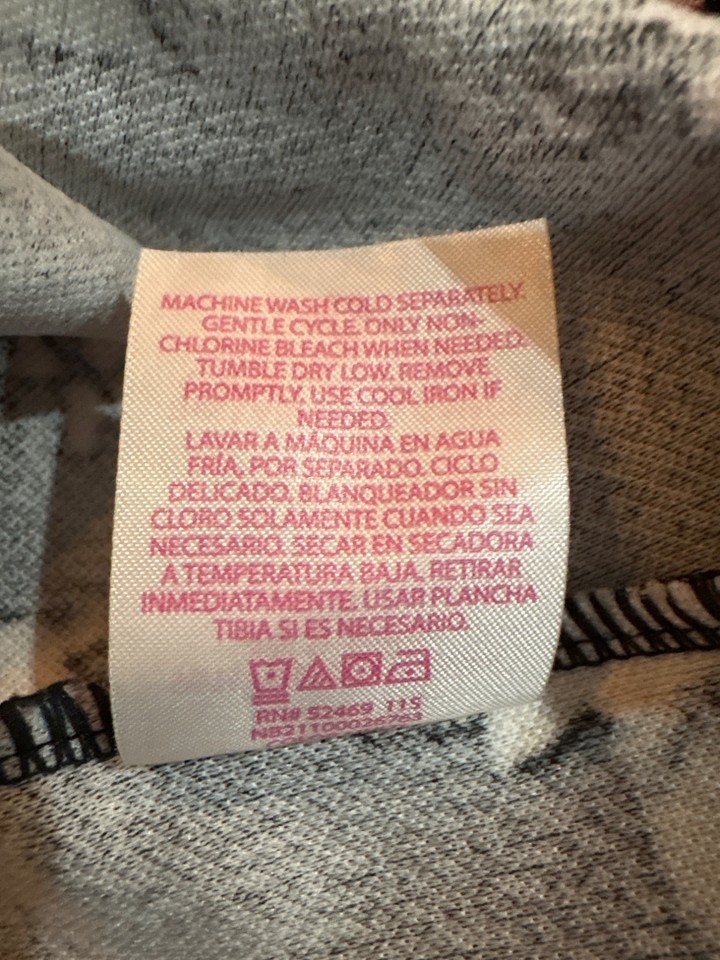 MACHINE WASH COLD SEPARATELY.
GENTLE CYCLE. ONLY NON-
CHLORINE BLEACH WHEN NEEDED.
TUMBLE DRY LOW. REMOVE
PROMPTLY. USE COOL IRON IF
NEEDED.
LAVAR A MÁQUINA EN AGUA
FRÍA, POR SEPARADO. CICLO
DELICADO. BLANQUEADOR SIN
CLORO SOLAMENTE CUANDO SEA
NECESARIO. SECAR EN SECADORA
A TEMPERATURA BAJA. RETIRAR
INMEDIATAMENTE. USAR PLANCHA
TIBIA SI ES NECESARIO.
RN# 52469 115